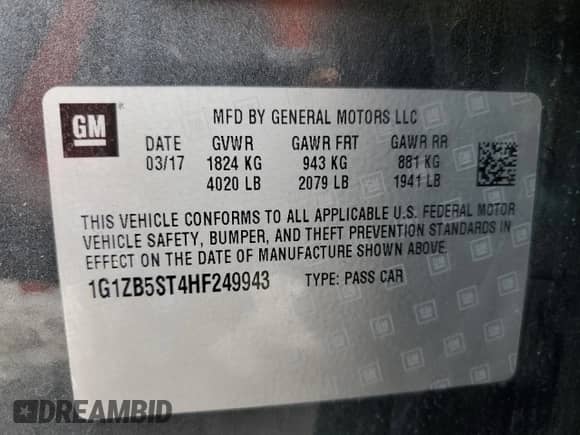 GM
MFD BY GENERAL MOTORS LLC
DATE GVWR GAWR FRT GAWR RR
03/17 1824 KG 943 KG 881 KG
4020 LB 2079 LB 1941 LB
THIS VEHICLE CONFORMS TO ALL APPLICABLE U.S. FEDERAL MOTOR
VEHICLE SAFETY, BUMPER, AND THEFT PREVENTION STANDARDS IN
EFFECT ON THE DATE OF MANUFACTURE SHOWN ABOVE.
1G1ZB5ST4HF249943 TYPE: PASS CAR
DREAMBID